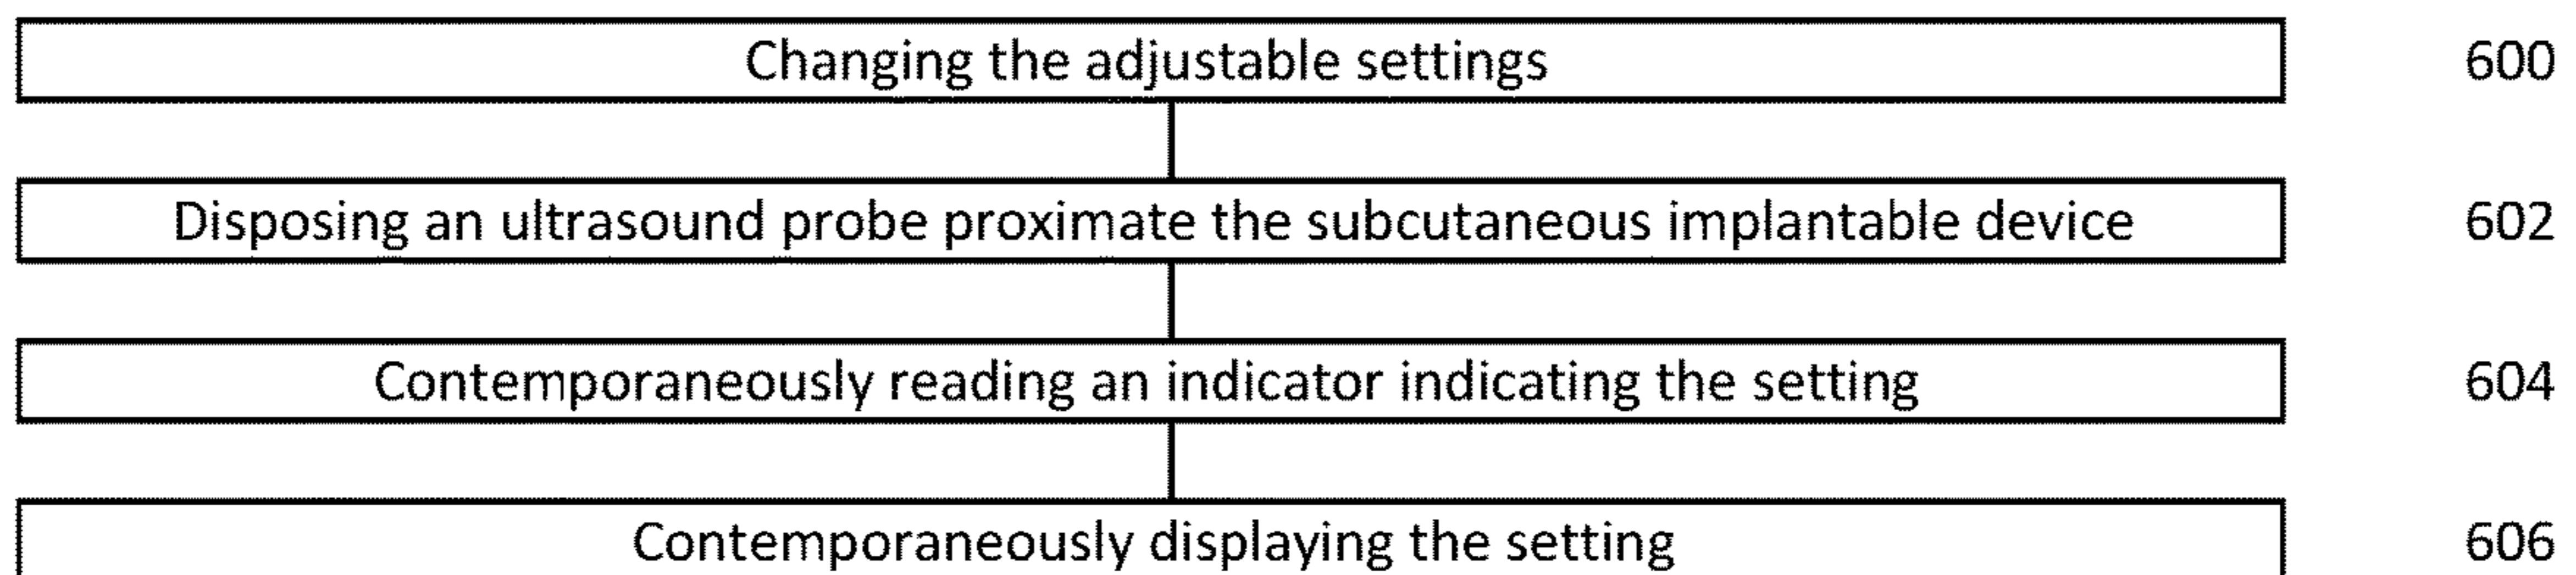 Changing the adjustable settings 600
Disposing an ultrasound probe proximate the subcutaneous implantable device 602
Contemporaneously reading an indicator indicating the setting 604
Contemporaneously displaying the setting 606